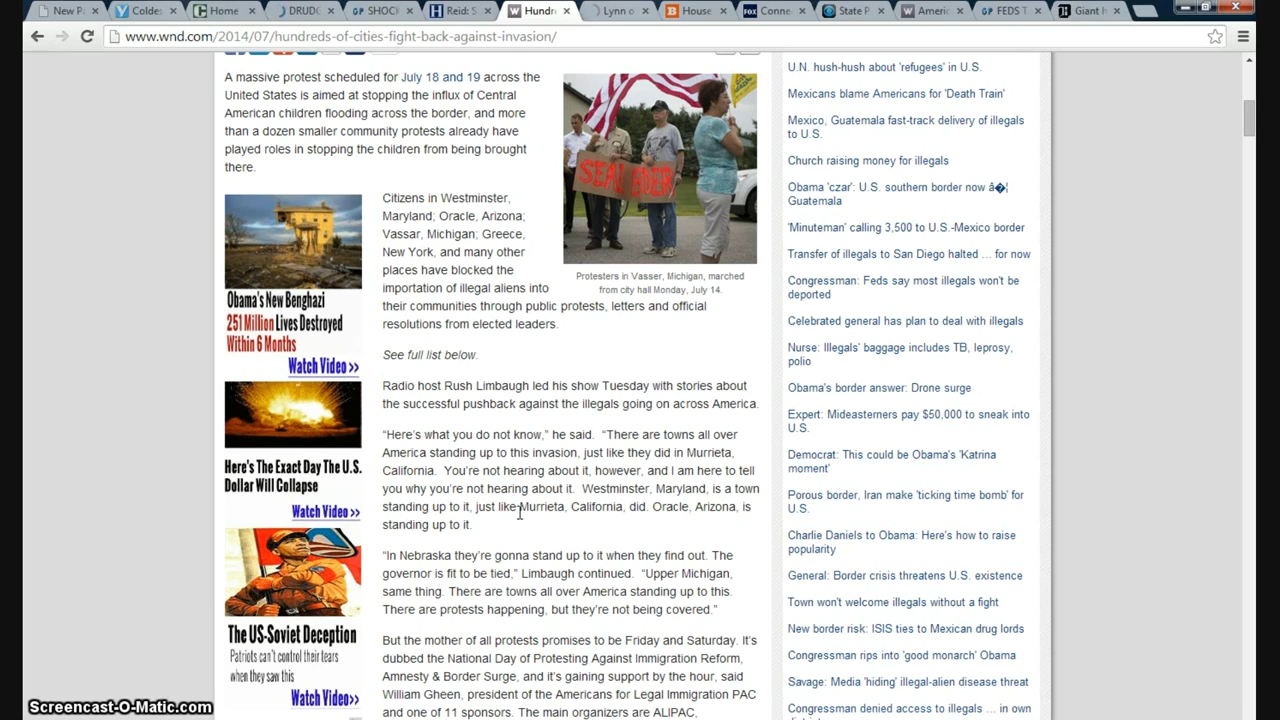 New P
Coldes
Home
DRUDG
SHOCK
Reid: S
Hundr
Lynn o
House
Conne
State P
Americ
FEDS T
Giant h
www.wnd.com/2014/07/hundreds-of-cities-fight-back-against-invasion/
A massive protest scheduled for July 18 and 19 across the
United States is aimed at stopping the influx of Central
American children flooding across the border, and more
than a dozen smaller community protests already have
played roles in stopping the children from being brought
there.
SEAL BORDER
Protesters in Vasser, Michigan, marched
from city hall Monday, July 14.
Citizens in Westminster,
Maryland; Oracle, Arizona;
Vassar, Michigan; Greece,
New York, and many other
places have blocked the
importation of illegal aliens into
their communities through public protests, letters and official
resolutions from elected leaders.
See full list below.
Radio host Rush Limbaugh led his show Tuesday with stories about
the successful pushback against the illegals going on across America.
“Here’s what you do not know,” he said.  “There are towns all over
America standing up to this invasion, just like they did in Murrieta,
California.  You’re not hearing about it, however, and I am here to tell
you why you’re not hearing about it.  Westminster, Maryland, is a town
standing up to it, just like Murrieta, California, did.  Oracle, Arizona, is
standing up to it.
“In Nebraska they’re gonna stand up to it when they find out.  The
governor is fit to be tied,” Limbaugh continued.  “Upper Michigan,
same thing.  There are towns all over America standing up to this.
There are protests happening, but they’re not being covered.”
But the mother of all protests promises to be Friday and Saturday. It’s
dubbed the National Day of Protesting Against Immigration Reform,
Amnesty & Border Surge, and it’s gaining support by the hour, said
William Gheen, president of the Americans for Legal Immigration PAC
and one of 11 sponsors. The main organizers are ALIPAC,
Obama's New Benghazi
251 Million Lives Destroyed
Within 6 Months
Watch Video >>
Here's The Exact Day The U.S.
Dollar Will Collapse
Watch Video >>
The US-Soviet Deception
Patriots can't control their tears
when they saw this
Watch Video>>
U.N. hush-hush about 'refugees' in U.S.
Mexicans blame Americans for 'Death Train'
Mexico, Guatemala fast-track delivery of illegals
to U.S.
Church raising money for illegals
Obama 'czar': U.S. southern border now â�¦
Guatemala
'Minuteman' calling 3,500 to U.S.-Mexico border
Transfer of illegals to San Diego halted … for now
Congressman: Feds say most illegals won't be
deported
Celebrated general has plan to deal with illegals
Nurse: Illegals' baggage includes TB, leprosy,
polio
Obama's border answer: Drone surge
Expert: Mideasterners pay $50,000 to sneak into
U.S.
Democrat: This could be Obama's 'Katrina
moment'
Porous border, Iran make 'ticking time bomb' for
U.S.
Charlie Daniels to Obama: Here's how to raise
popularity
General: Border crisis threatens U.S. existence
Town won't welcome illegals without a fight
New border risk: ISIS ties to Mexican drug lords
Congressman rips into 'good monarch' Obama
Savage: Media 'hiding' illegal-alien disease threat
Congressman denied access to illegals … in own
Screencast-O-Matic.com